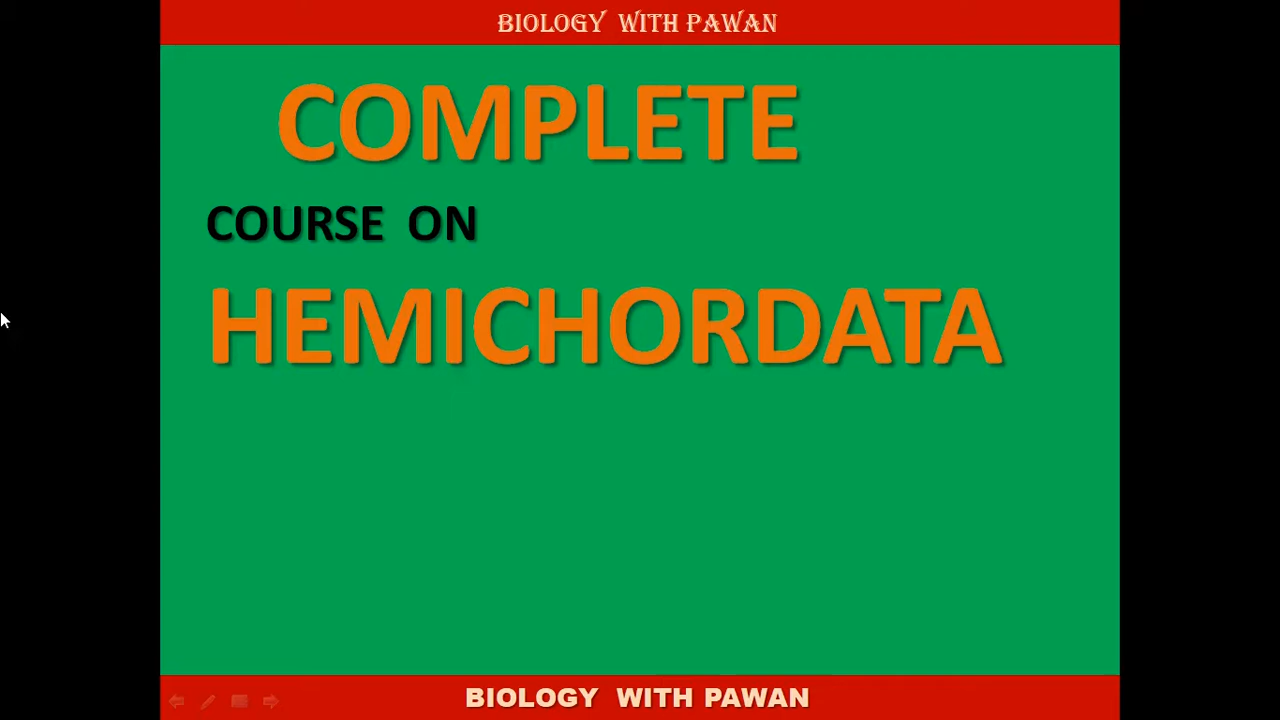 BIOLOGY WITH PAWAN
COMPLETE
COURSE ON
HEMICHORDATA
BIOLOGY WITH PAWAN